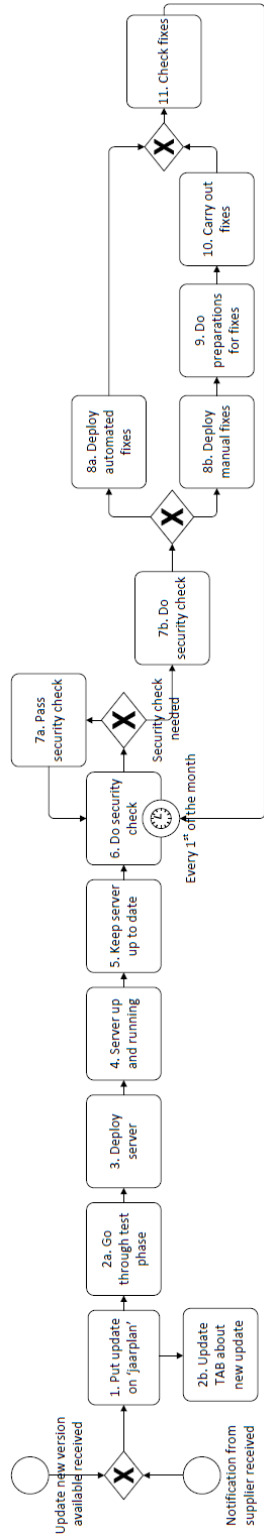 Update new version
available received
Notification from
supplier received
X
1. Put update
on ‘jaarplan’
2a. Go
through test
phase
2b. Update
TAB about
new update
3. Deploy
server
4. Server up
and running
5. Keep server
up to date
6. Do security
check
Every 1st of the month
7a. Pass
security check
X
Security check
needed
7b. Do
security check
X
8a. Deploy
automated
fixes
8b. Deploy
manual fixes
9. Do
preparations
for fixes
10. Carry out
fixes
X
11. Check fixes